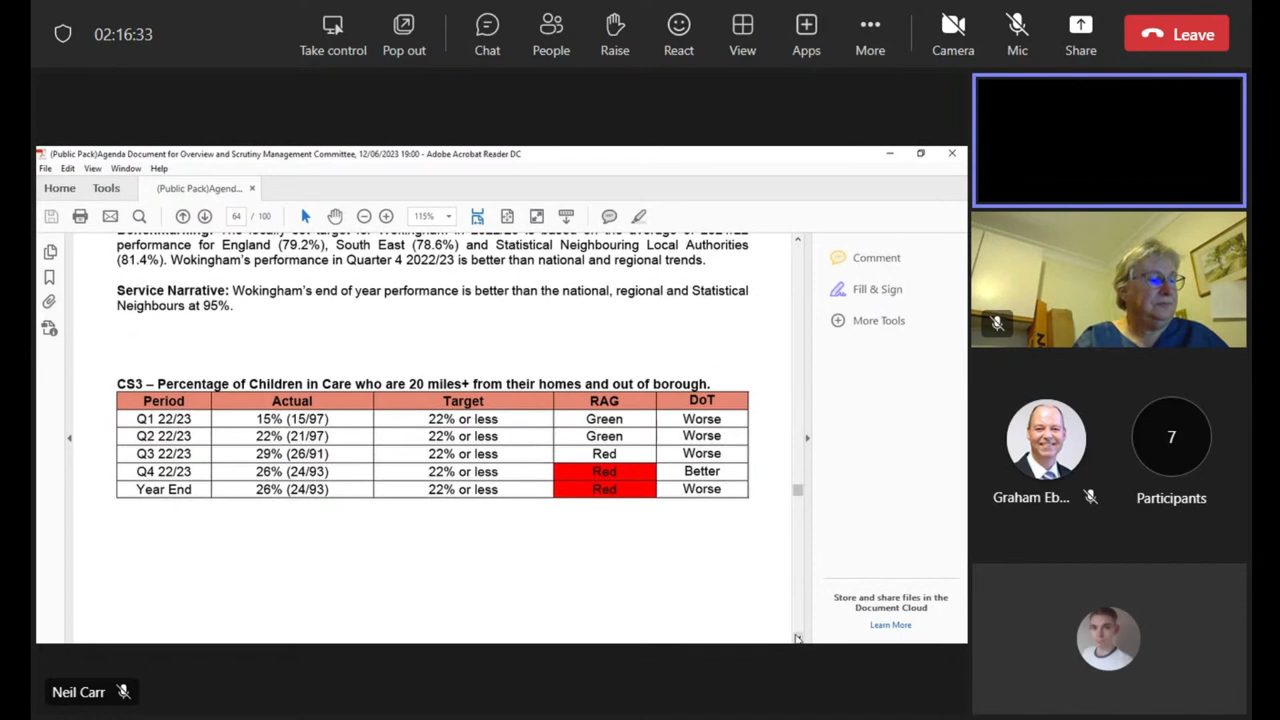 02:16:33
Take control
Pop out
Chat
People
Raise
React
View
Apps
More
Camera
Mic
Share
Leave
(Public Pack)Agenda Document for Overview and Scrutiny Management Committee, 12/06/2023 19:00 - Adobe Acrobat Reader DC
File Edit View Window Help
Home Tools (Public Pack)Agend... ×
64 / 100 115%
performance for England (79.2%), South East (78.6%) and Statistical Neighbouring Local Authorities
(81.4%). Wokingham's performance in Quarter 4 2022/23 is better than national and regional trends.
Service Narrative: Wokingham's end of year performance is better than the national, regional and Statistical
Neighbours at 95%.
CS3 – Percentage of Children in Care who are 20 miles+ from their homes and out of borough.
Period Actual Target RAG DoT
Q1 22/23 15% (15/97) 22% or less Green Worse
Q2 22/23 22% (21/97) 22% or less Green Worse
Q3 22/23 29% (26/91) 22% or less Red Worse
Q4 22/23 26% (24/93) 22% or less Red Better
Year End 26% (24/93) 22% or less Red Worse
Comment
Fill & Sign
More Tools
Store and share files in the
Document Cloud
Learn More
Graham Eb...
7
Participants
Neil Carr